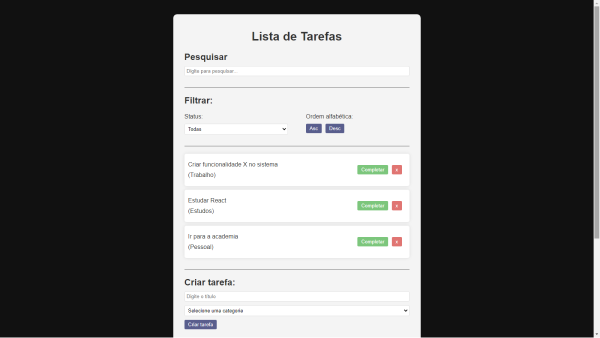 Lista de Tarefas
Pesquisar
Digite para pesquisar...
Filtrar:
Status:
Ordem alfabética:
Todas
Asc
Desc
Criar funcionalidade X no sistema
(Trabalho)
Completar
x
Estudar React
(Estudos)
Completar
x
Ir para a academia
(Pessoal)
Completar
x
Criar tarefa:
Digite o título
Selecione uma categoria
Criar tarefa